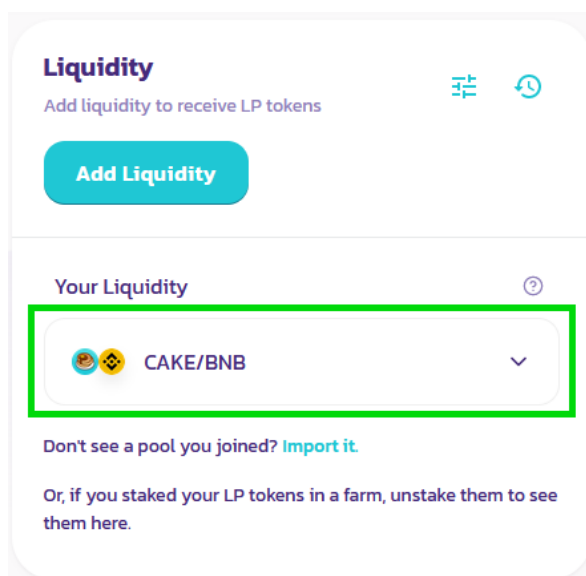 Liquidity
Add liquidity to receive LP tokens
Add Liquidity
Your Liquidity
CAKE/BNB
Don't see a pool you joined? Import it.
Or, if you staked your LP tokens in a farm, unstake them to see
them here.